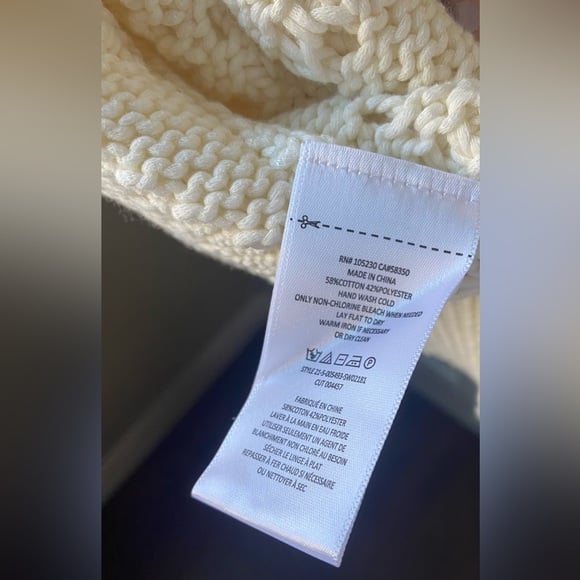 RN# 105230 CA#58350
MADE IN CHINA
58%COTTON 42%POLYESTER
HAND WASH COLD
ONLY NON-CHLORINE BLEACH WHEN NEEDED
LAY FLAT TO DRY
WARM IRON IF NECESSARY
OR DRY CLEAN
P
STYLE 21-5-005493-SW02181
CUT 004457
FABRIQUÉ EN CHINE
58%COTON 42%POLYESTER
LAVER À LA MAIN EN EAU FROIDE
UTILISER SEULEMENT UN AGENT DE
BLANCHIMENT NON CHLORÉ AU BESOIN
SÉCHER LE LINGE À PLAT
REPASSER À FER CHAUD SI NÉCESSAIRE
OU NETTOYER À SEC